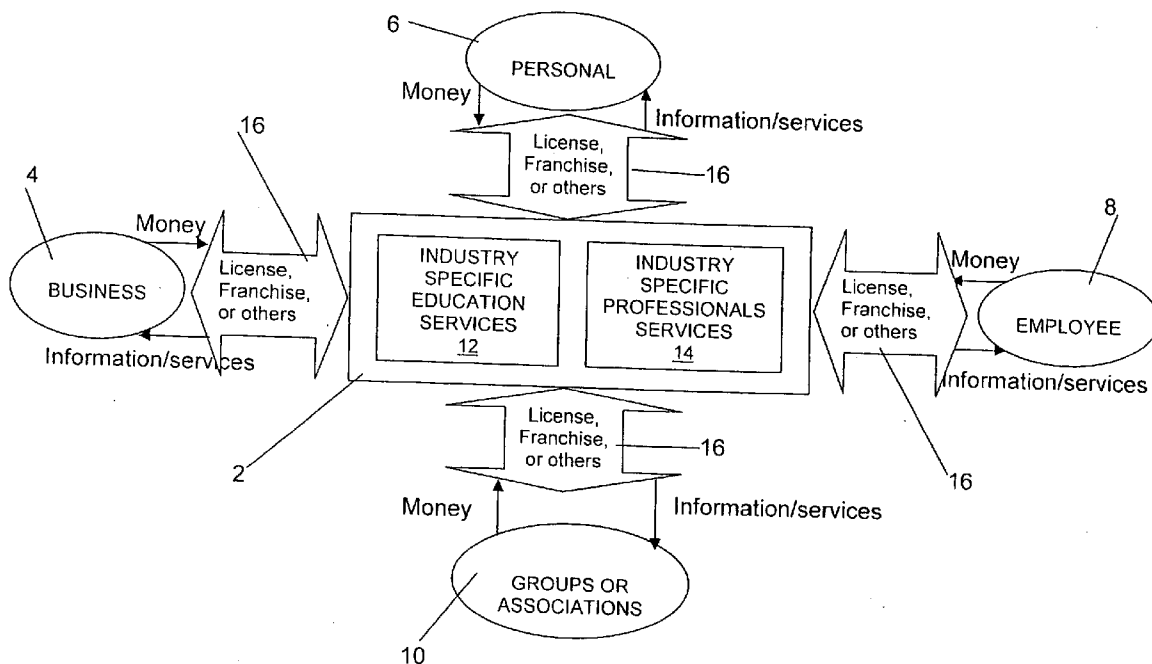 6
PERSONAL
Money
Information/services
16
License,
Franchise,
or others
16
4
Money
BUSINESS
License,
Franchise,
or others
Information/services
INDUSTRY
SPECIFIC
EDUCATION
SERVICES
12
INDUSTRY
SPECIFIC
PROFESSIONALS
SERVICES
14
8
Money
License,
Franchise,
or others
EMPLOYEE
Information/services
16
2
License,
Franchise,
or others
16
Money
Information/services
GROUPS OR
ASSOCIATIONS
10